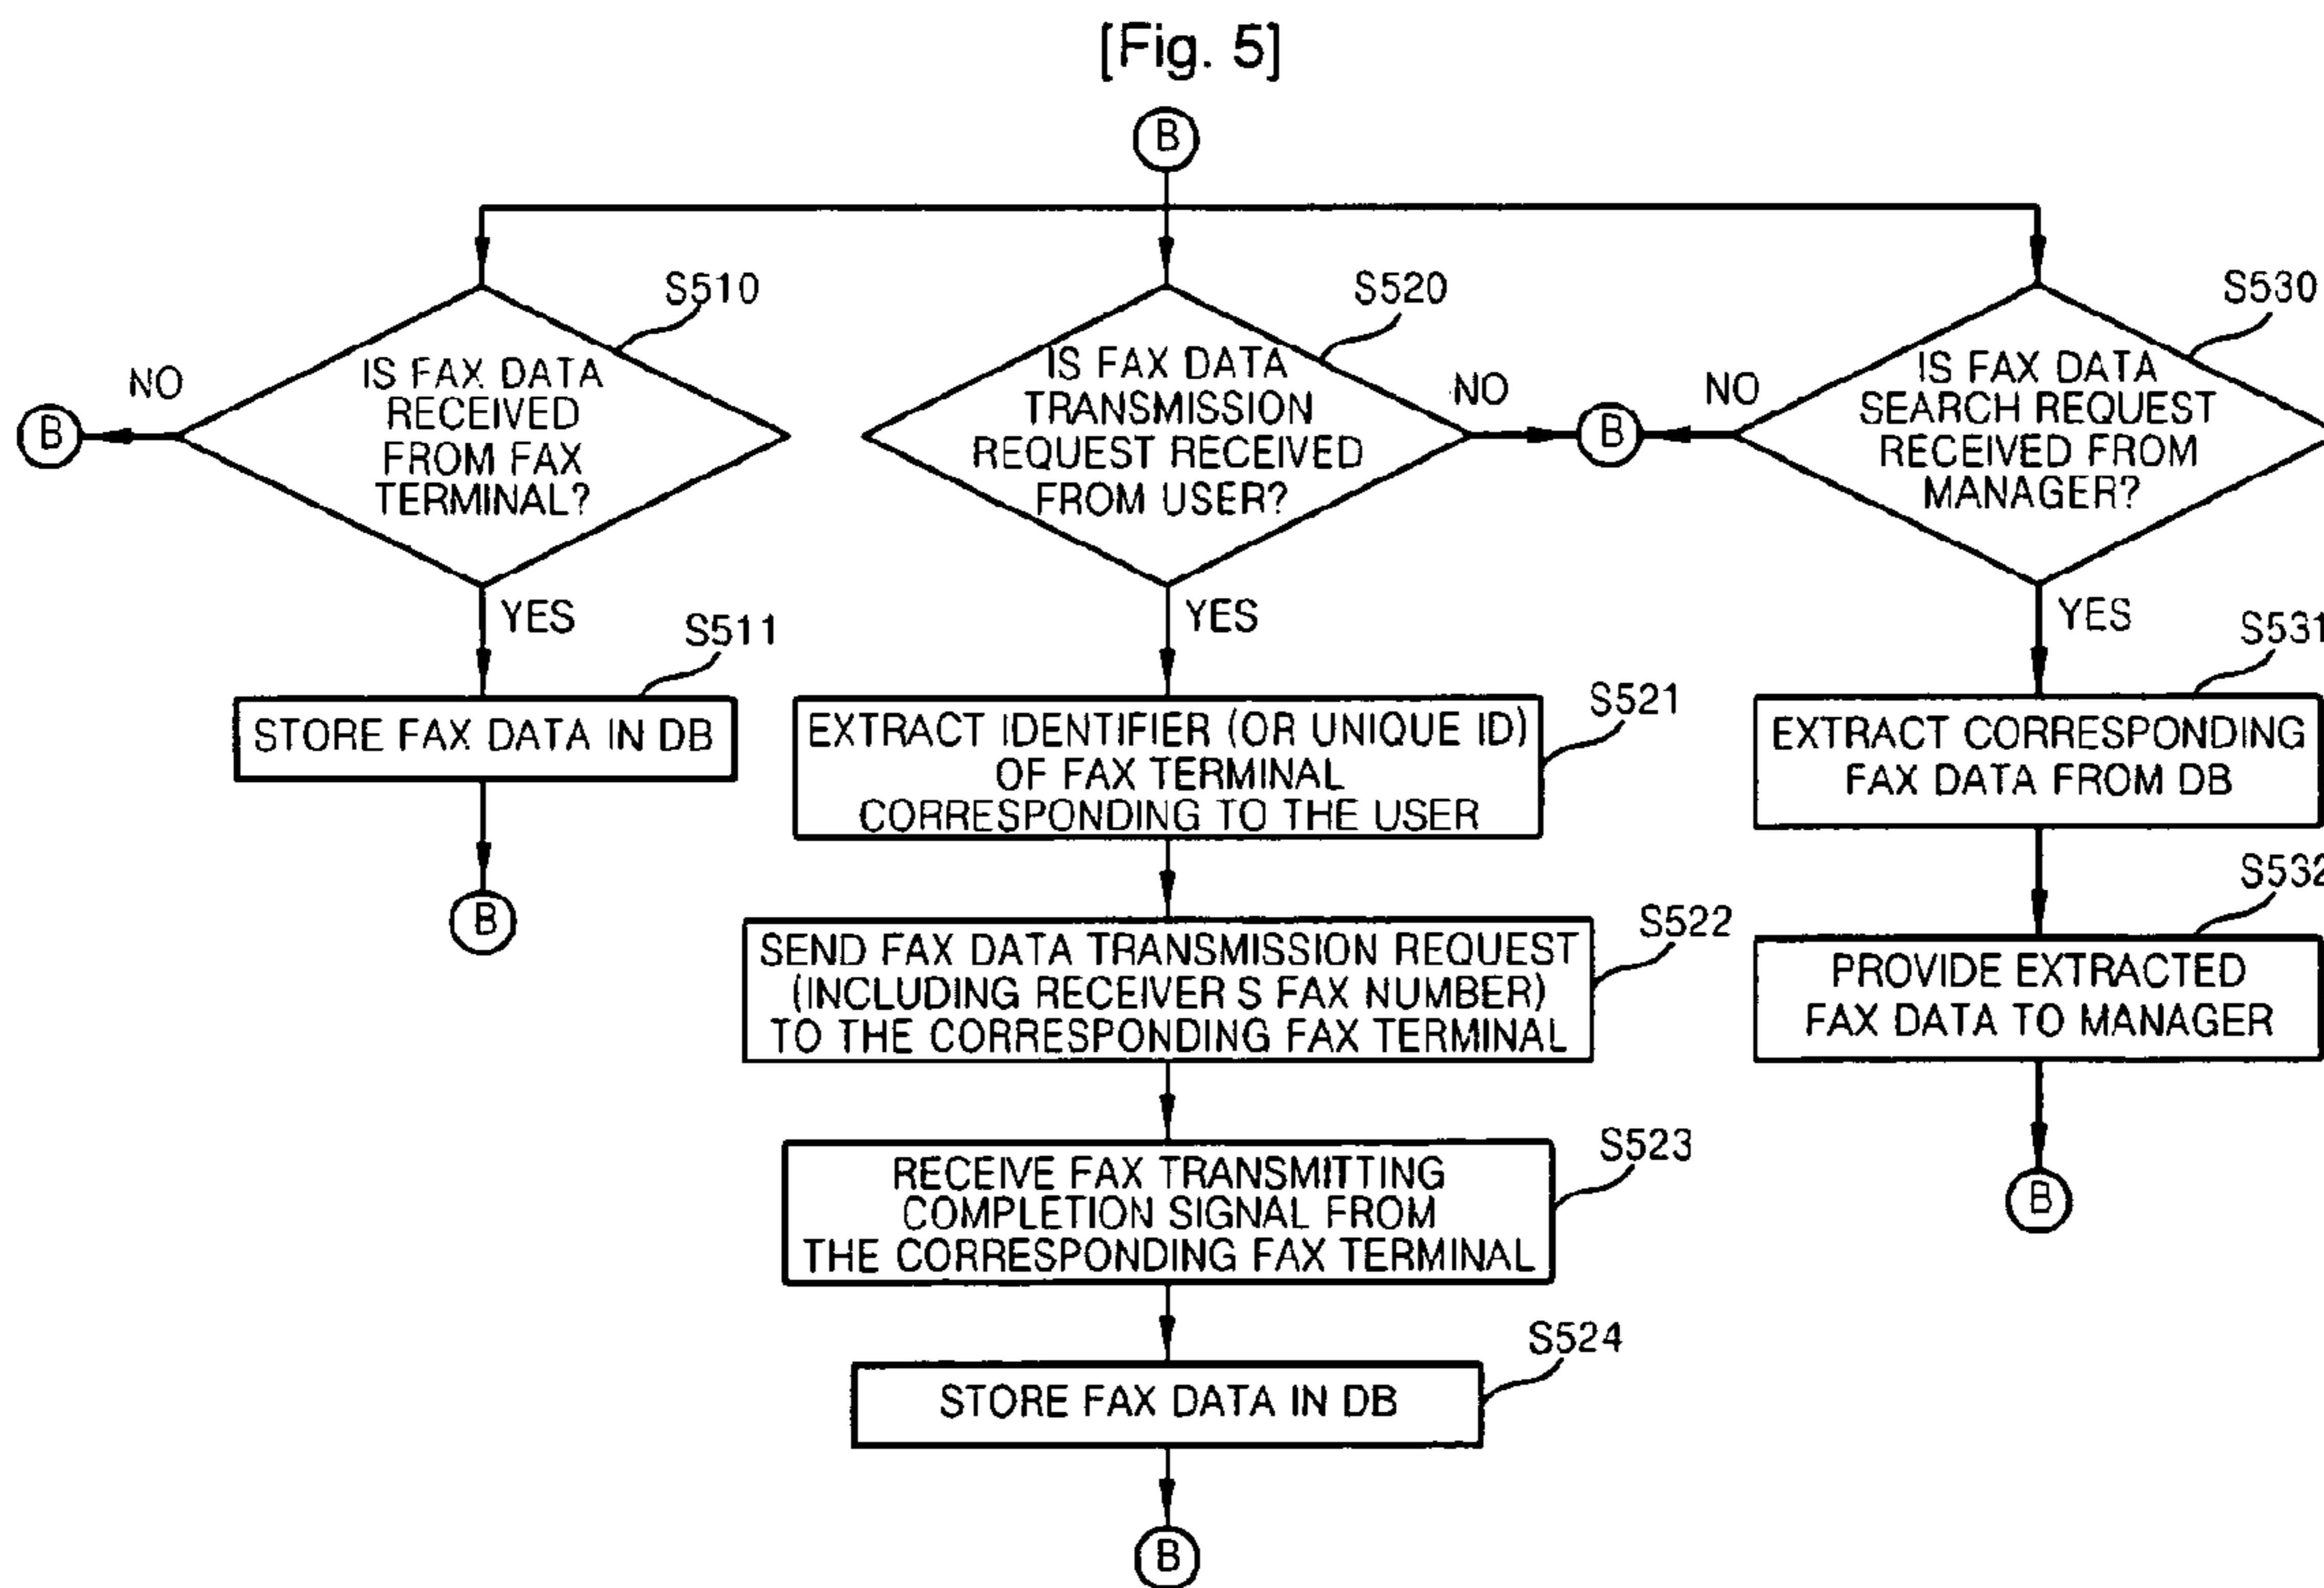 [Fig. 5]
B
S510
IS FAX DATA
RECEIVED
FROM FAX
TERMINAL?
NO
B
YES
S511
STORE FAX DATA IN DB
B
S520
IS FAX DATA
TRANSMISSION
REQUEST RECEIVED
FROM USER?
NO
B
YES
S521
EXTRACT IDENTIFIER (OR UNIQUE ID)
OF FAX TERMINAL
CORRESPONDING TO THE USER
S522
SEND FAX DATA TRANSMISSION REQUEST
(INCLUDING RECEIVER S FAX NUMBER)
TO THE CORRESPONDING FAX TERMINAL
S523
RECEIVE FAX TRANSMITTING
COMPLETION SIGNAL FROM
THE CORRESPONDING FAX TERMINAL
S524
STORE FAX DATA IN DB
B
S530
IS FAX DATA
SEARCH REQUEST
RECEIVED FROM
MANAGER?
NO
YES
S531
EXTRACT CORRESPONDING
FAX DATA FROM DB
S532
PROVIDE EXTRACTED
FAX DATA TO MANAGER
B